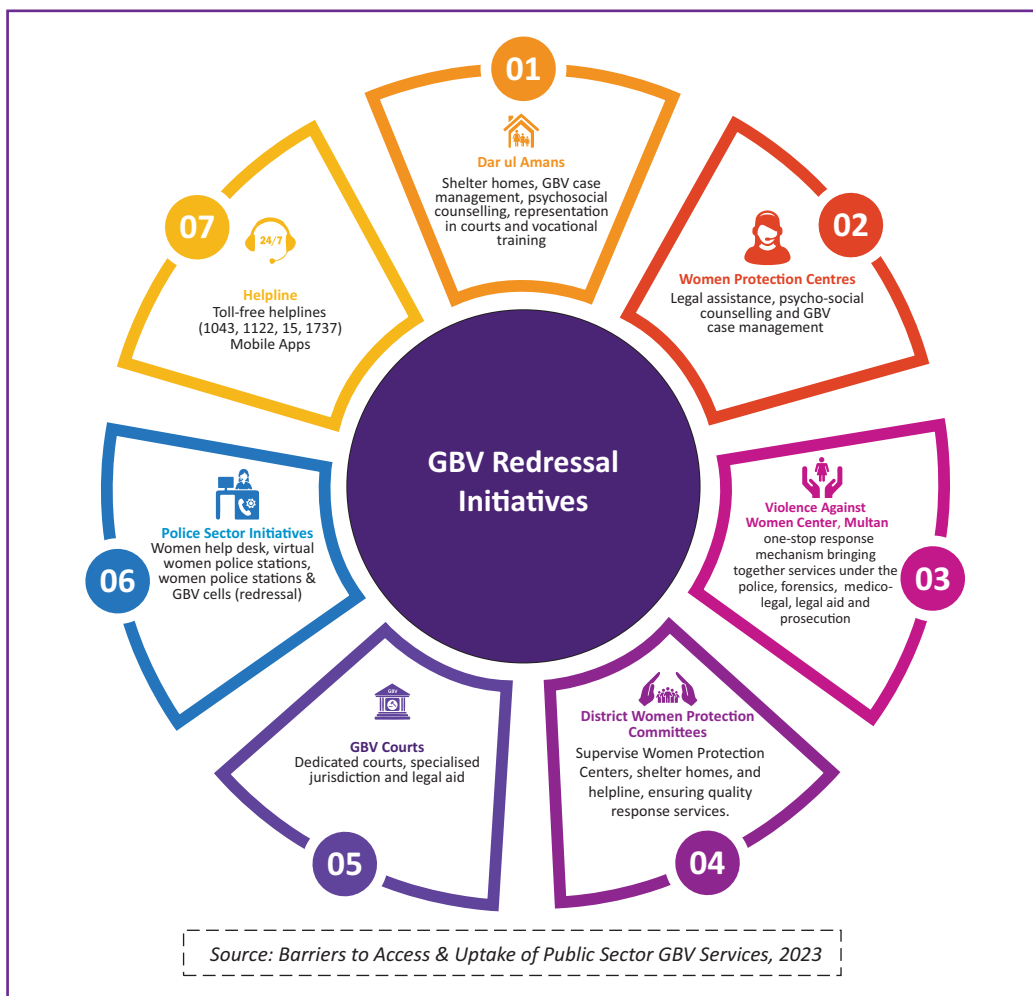 01
Dar ul Amans
Shelter homes, GBV case
management, psychosocial
counselling, representation
in courts and vocational
training
02
Women Protection Centres
Legal assistance, psycho-social
counselling and GBV
case management
03
Violence Against
Women Center, Multan
one-stop response
mechanism bringing
together services under the
police, forensics, medico-
legal, legal aid and
prosecution
04
District Women Protection
Committees
Supervise Women Protection
Centers, shelter homes, and
helpline, ensuring quality
response services.
05
GBV
GBV Courts
Dedicated courts, specialised
jurisdiction and legal aid
06
Police Sector Initiatives
Women help desk, virtual
women police stations,
women police stations &
GBV cells (redressal)
07
24/7
Helpline
Toll-free helplines
(1043, 1122, 15, 1737)
Mobile Apps
GBV Redressal
Initiatives
Source: Barriers to Access & Uptake of Public Sector GBV Services, 2023